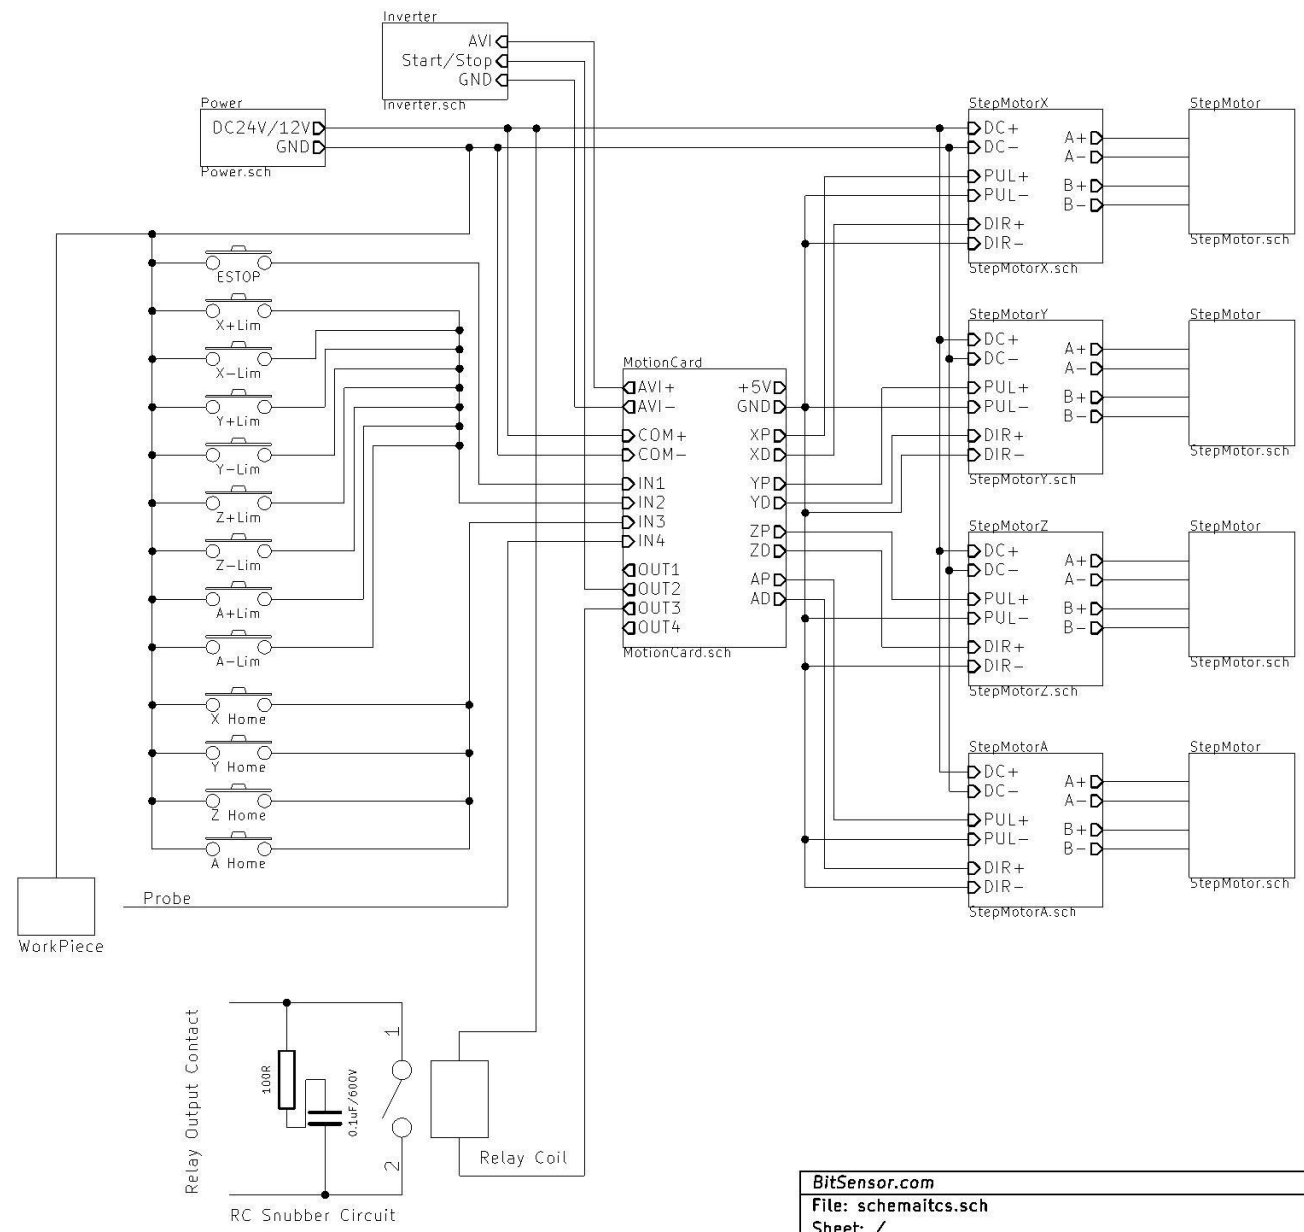 Inverter
AVI
Start/Stop
GND
Inverter.sch
Power
DC24V/12V
GND
Power.sch
ESTOP
X+Lim
X-Lim
Y+Lim
Y-Lim
Z+Lim
Z-Lim
A+Lim
A-Lim
X Home
Y Home
Z Home
A Home
Probe
WorkPiece
MotionCard
AVI+ +5V
AVI- GND
COM+ XP
COM- XD
IN1 YP
IN2 YD
IN3 ZP
IN4 ZD
OUT1 AP
OUT2 AD
OUT3
OUT4
MotionCard.sch
StepMotorX
DC+
DC-
PUL+
PUL-
DIR+
DIR-
A+
A-
B+
B-
StepMotorX.sch
StepMotor
StepMotor.sch
StepMotorY
DC+
DC-
PUL+
PUL-
DIR+
DIR-
A+
A-
B+
B-
StepMotorY.sch
StepMotor
StepMotor.sch
StepMotorZ
DC+
DC-
PUL+
PUL-
DIR+
DIR-
A+
A-
B+
B-
StepMotorZ.sch
StepMotor
StepMotor.sch
StepMotorA
DC+
DC-
PUL+
PUL-
DIR+
DIR-
A+
A-
B+
B-
StepMotorA.sch
StepMotor
StepMotor.sch
Relay Output Contact
100R
0.1uF/600V
1
2
Relay Coil
RC Snubber Circuit
BitSensor.com
File: schemaitcs.sch
Sheet: /